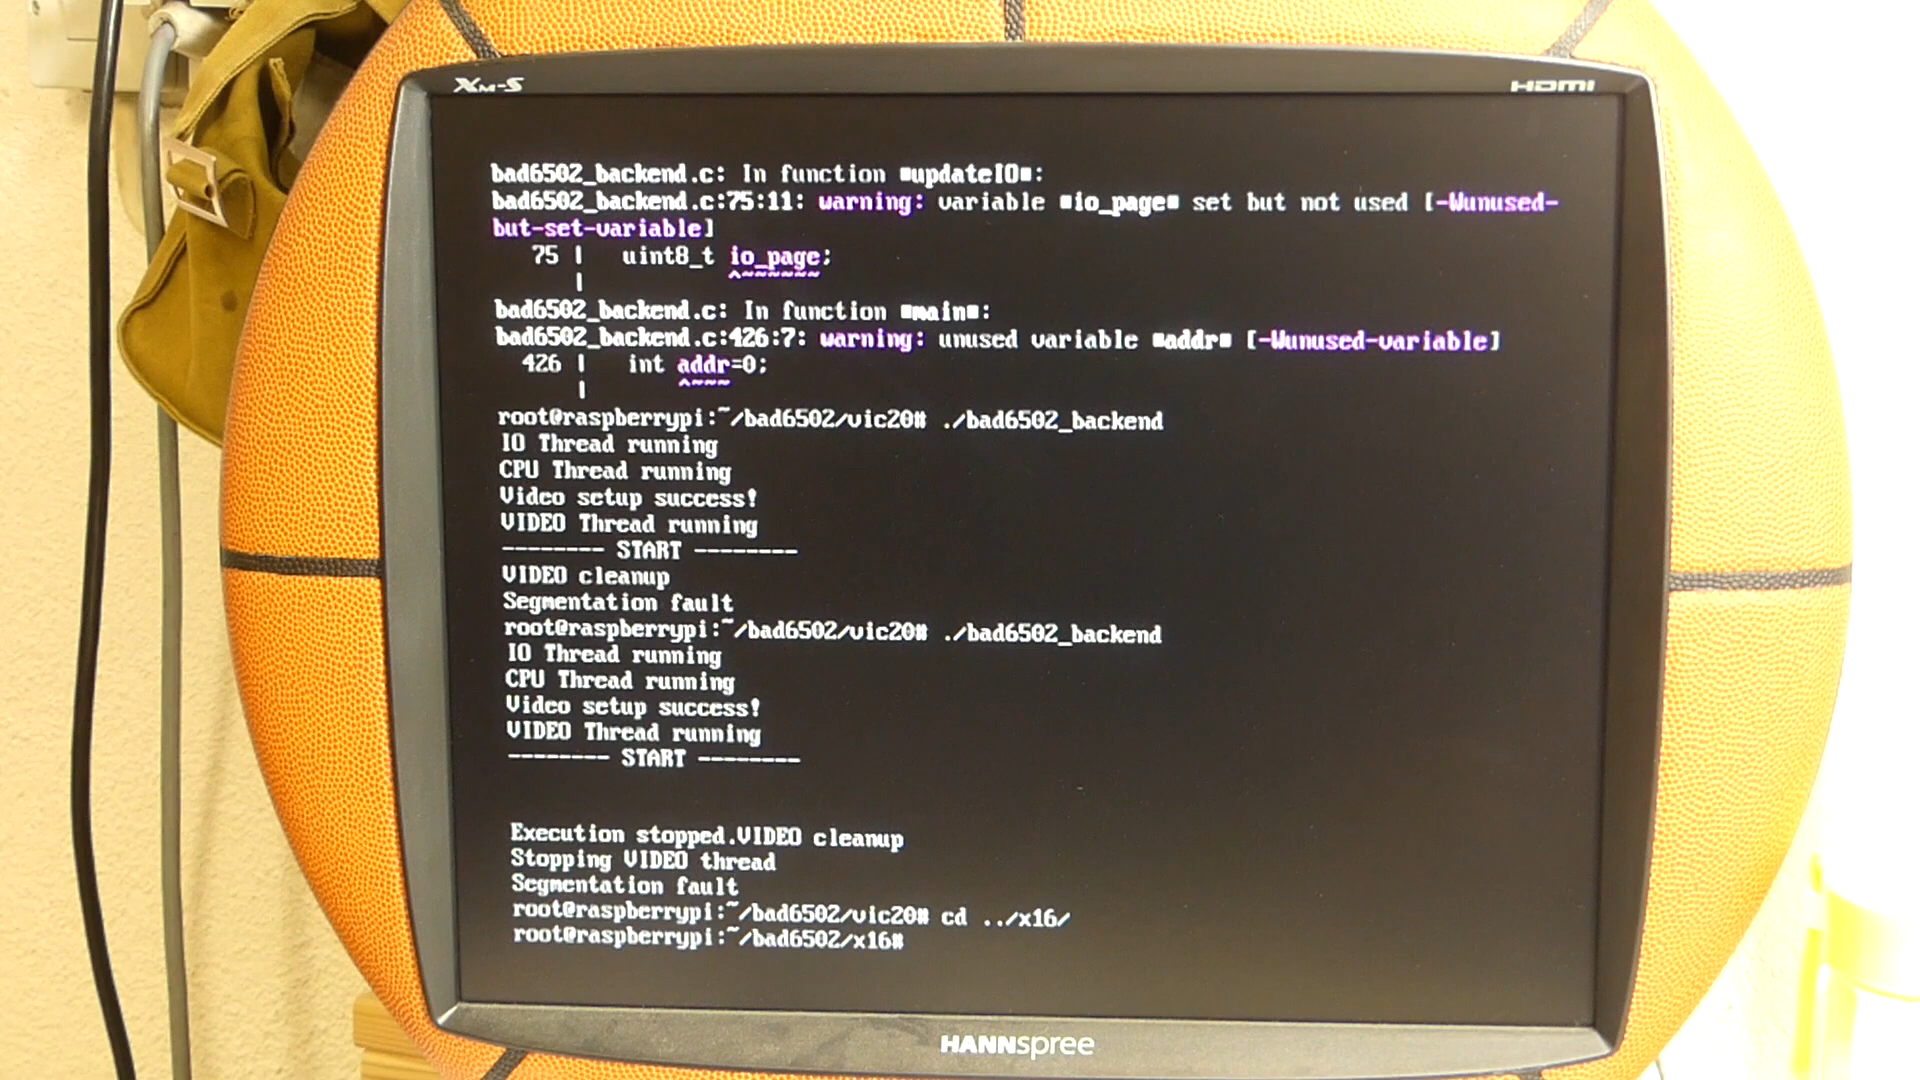 XM-S
HDMI
bad6502_backend.c: In function ■updateIO■:
bad6502_backend.c:75:11: warning: variable ■io_page■ set but not used [-Wunused-
but-set-variable]
75 |   uint8_t io_page;
|           ^~~~~~~
bad6502_backend.c: In function ■main■:
bad6502_backend.c:426:7: warning: unused variable ■addr■ [-Wunused-variable]
426 |   int addr=0;
|       ^~~~
root@raspberrypi:~/bad6502/vic20# ./bad6502_backend
IO Thread running
CPU Thread running
Video setup success!
VIDEO Thread running
-------- START --------
VIDEO cleanup
Segmentation fault
root@raspberrypi:~/bad6502/vic20# ./bad6502_backend
IO Thread running
CPU Thread running
Video setup success!
VIDEO Thread running
-------- START --------
Execution stopped.VIDEO cleanup
Stopping VIDEO thread
Segmentation fault
root@raspberrypi:~/bad6502/vic20# cd ../x16/
root@raspberrypi:~/bad6502/x16#
HANNspree